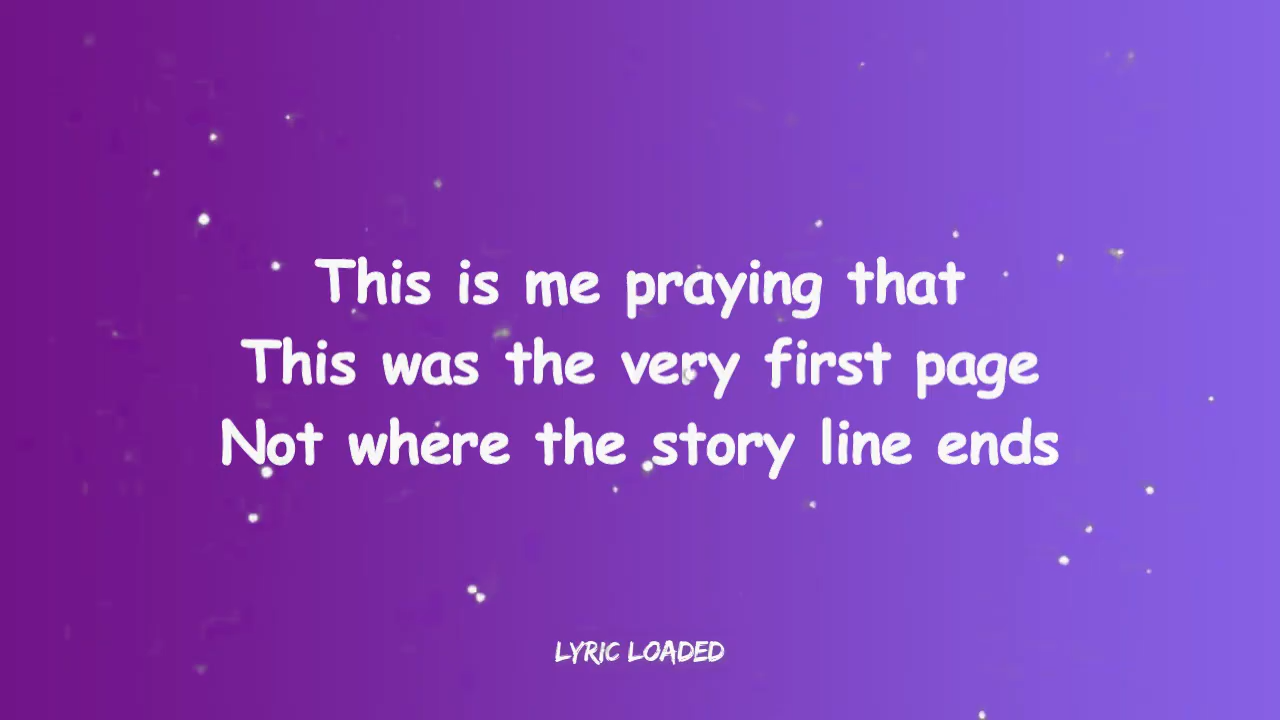 This is me praying that
This was the very first page
Not where the story line ends
LYRIC LOADED